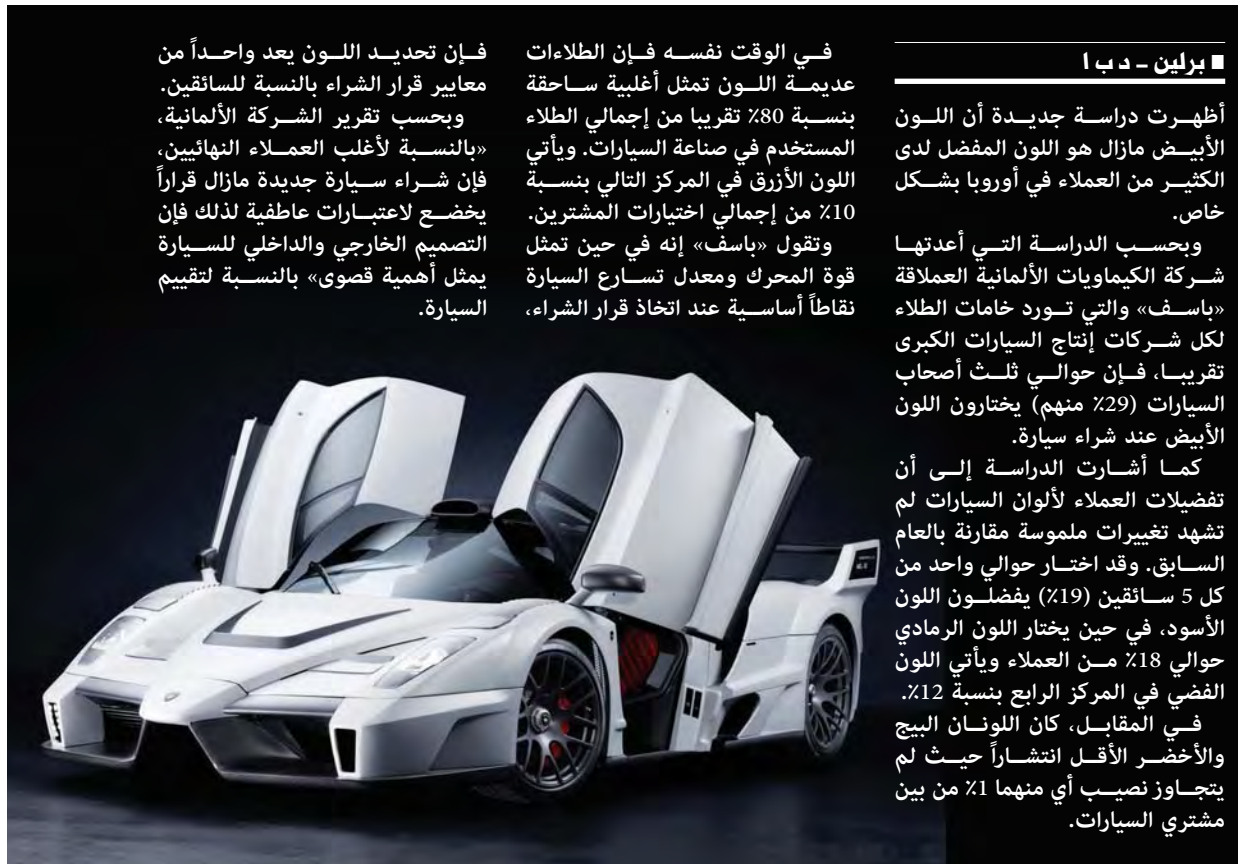 ■ برلين - د ب ا
أظهرت دراسة جديدة أن اللون
الأبيض مازال هو اللون المفضل لدى
الكثير من العملاء في أوروبا بشكل
خاص.
وبحسب الدراسة التي أعدتها
شركة الكيماويات الألمانية العملاقة
«باسف» والتي تورد خامات الطلاء
لكل شركات إنتاج السيارات الكبرى
تقريبا، فإن حوالي ثلث أصحاب
السيارات (29٪ منهم) يختارون اللون
الأبيض عند شراء سيارة.
كما أشارت الدراسة إلى أن
تفضيلات العملاء لألوان السيارات لم
تشهد تغييرات ملموسة مقارنة بالعام
السابق. وقد اختار حوالي واحد من
كل 5 سائقين (19٪) يفضلون اللون
الأسود، في حين يختار اللون الرمادي
حوالي 18٪ من العملاء ويأتي اللون
الفضي في المركز الرابع بنسبة 12٪.
في المقابل، كان اللونان البيج
والأخضر الأقل انتشاراً حيث لم
يتجاوز نصيب أي منهما 1٪ من بين
مشتري السيارات.
في الوقت نفسه فإن الطلاءات
عديمة اللون تمثل أغلبية ساحقة
بنسبة 80٪ تقريبا من إجمالي الطلاء
المستخدم في صناعة السيارات. ويأتي
اللون الأزرق في المركز التالي بنسبة
10٪ من إجمالي اختيارات المشترين.
وتقول «باسف» إنه في حين تمثل
قوة المحرك ومعدل تسارع السيارة
نقاطاً أساسية عند اتخاذ قرار الشراء،
فإن تحديد اللون يعد واحداً من
معايير قرار الشراء بالنسبة للسائقين.
وبحسب تقرير الشركة الألمانية،
«بالنسبة لأغلب العملاء النهائيين،
فإن شراء سيارة جديدة مازال قراراً
يخضع لاعتبارات عاطفية لذلك فإن
التصميم الخارجي والداخلي للسيارة
يمثل أهمية قصوى» بالنسبة لتقييم
السيارة.